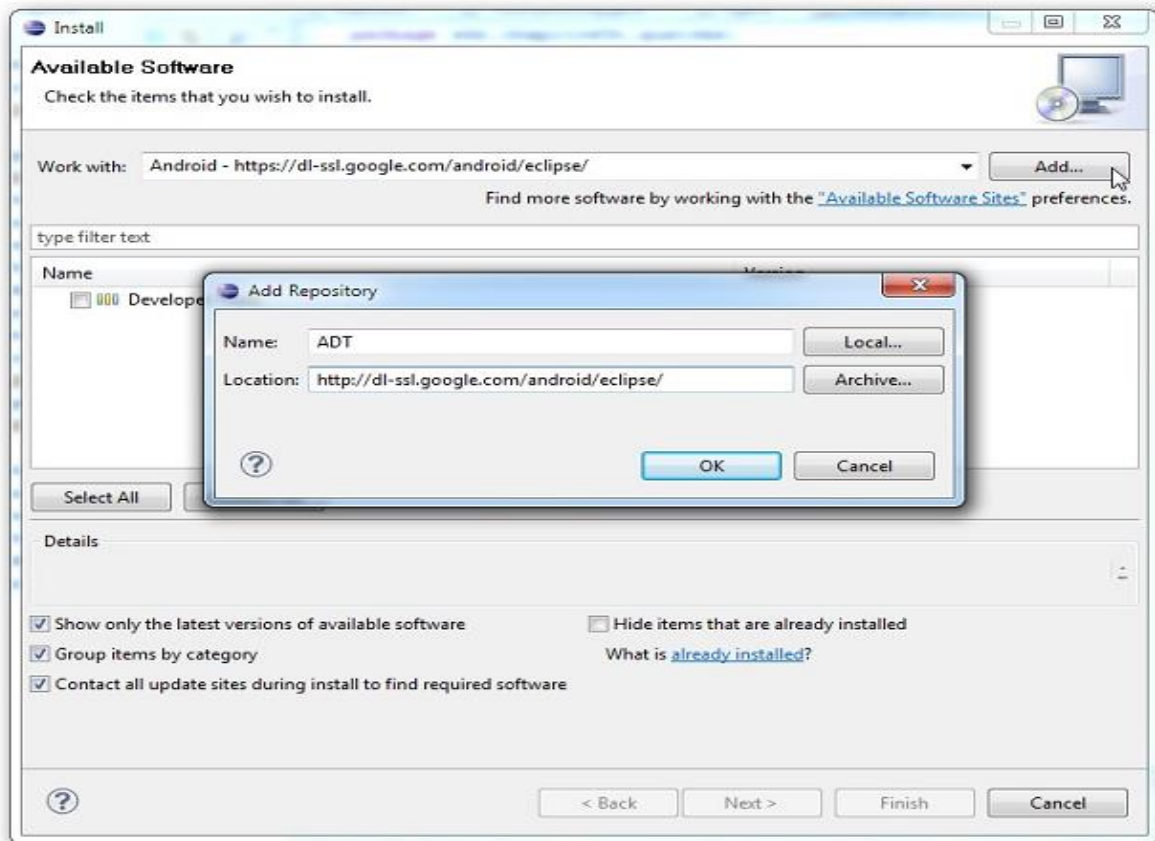 Install
Available Software
Check the items that you wish to install.
Work with: Android - https://dl-ssl.google.com/android/eclipse/ Add...
Find more software by working with the "Available Software Sites" preferences.
type filter text
Name Version
Develope
Add Repository
Name: ADT Local...
Location: http://dl-ssl.google.com/android/eclipse/ Archive...
? OK Cancel
Select All
Details
Show only the latest versions of available software Hide items that are already installed
Group items by category What is already installed?
Contact all update sites during install to find required software
? < Back Next > Finish Cancel